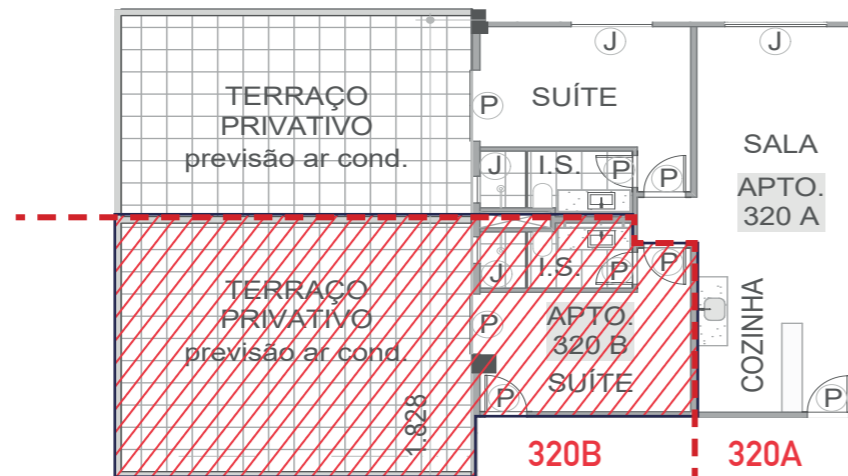 J
J
TERRAÇO
PRIVATIVO
previsão ar cond.
P
SUÍTE
SALA
APTO.
320 A
J
I.S.
P
P
TERRAÇO
PRIVATIVO
previsão ar cond.
J
I.S.
P
P
P
APTO.
320 B
SUÍTE
COZINHA
P
P
1.828
320B
320A